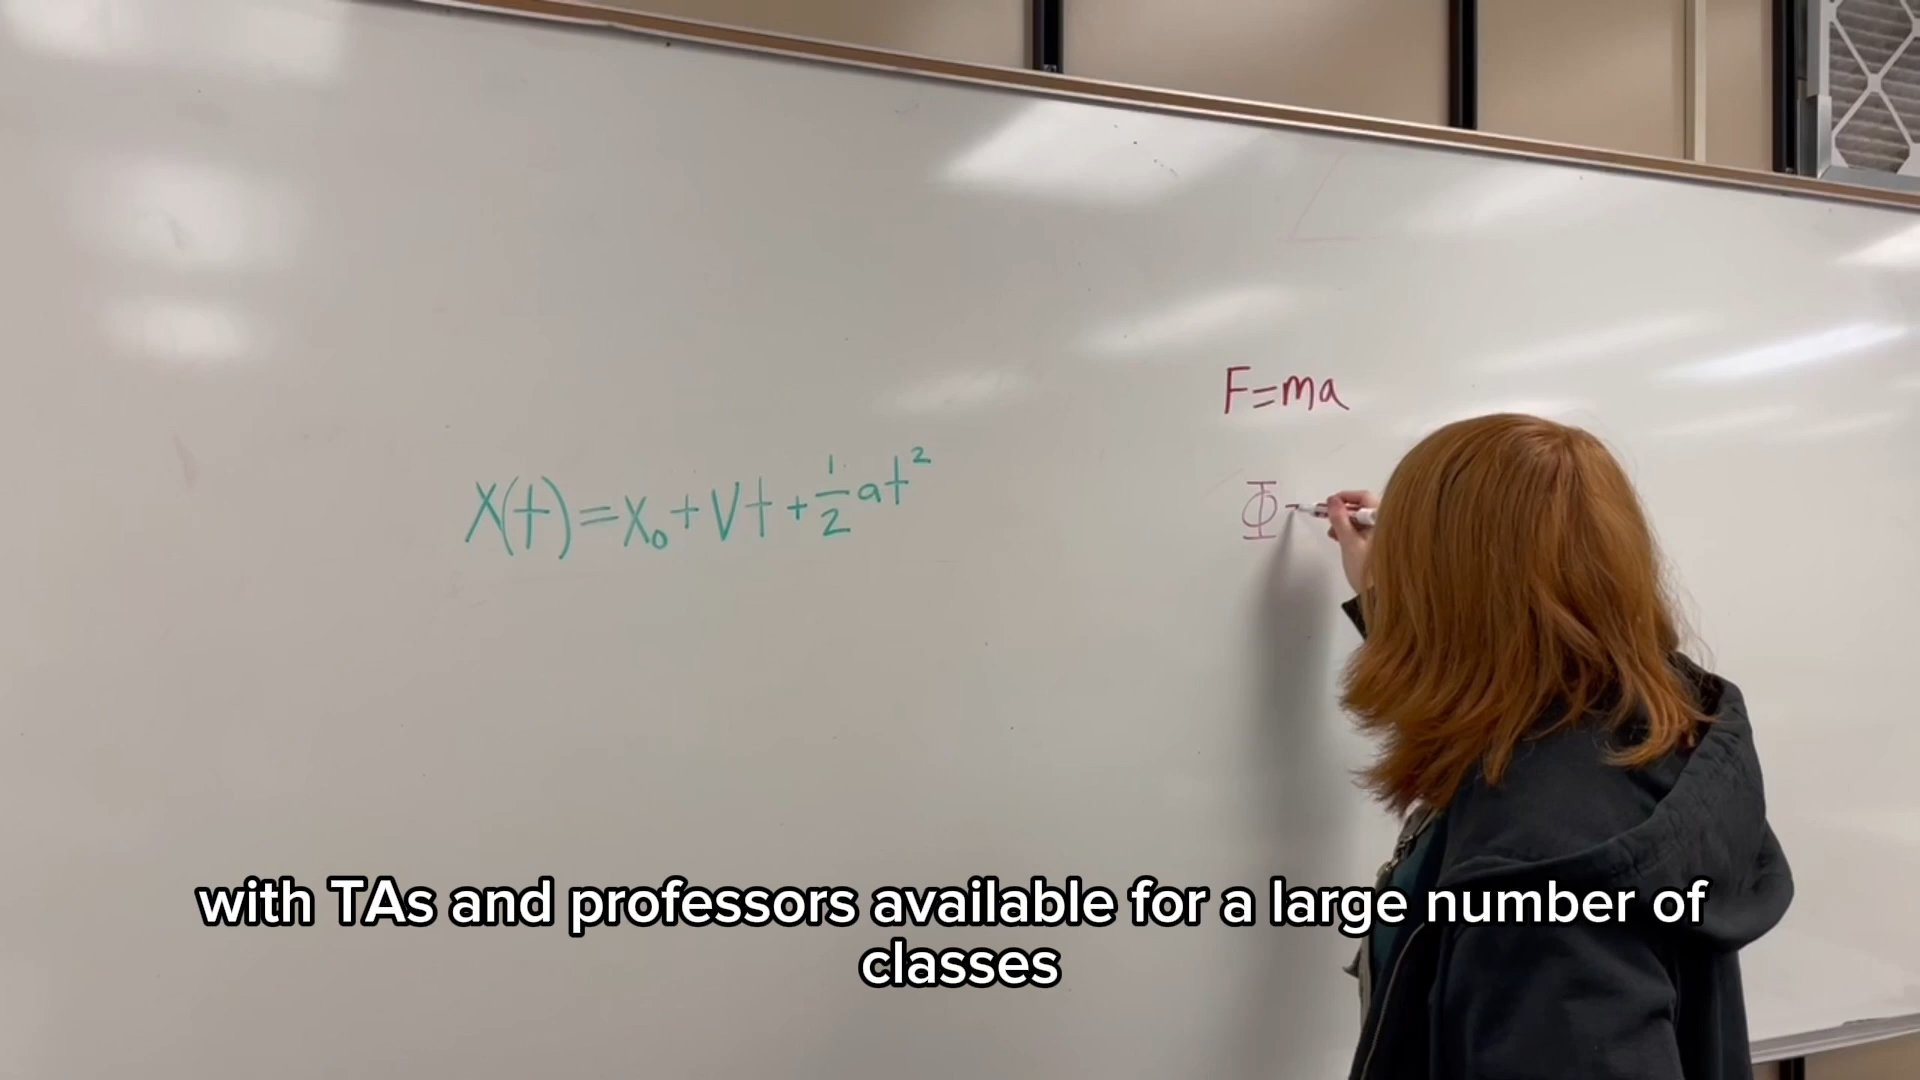 F=ma
X(t)=X₀+Vt+½at²
Φ-
with TAs and professors available for a large number of
classes